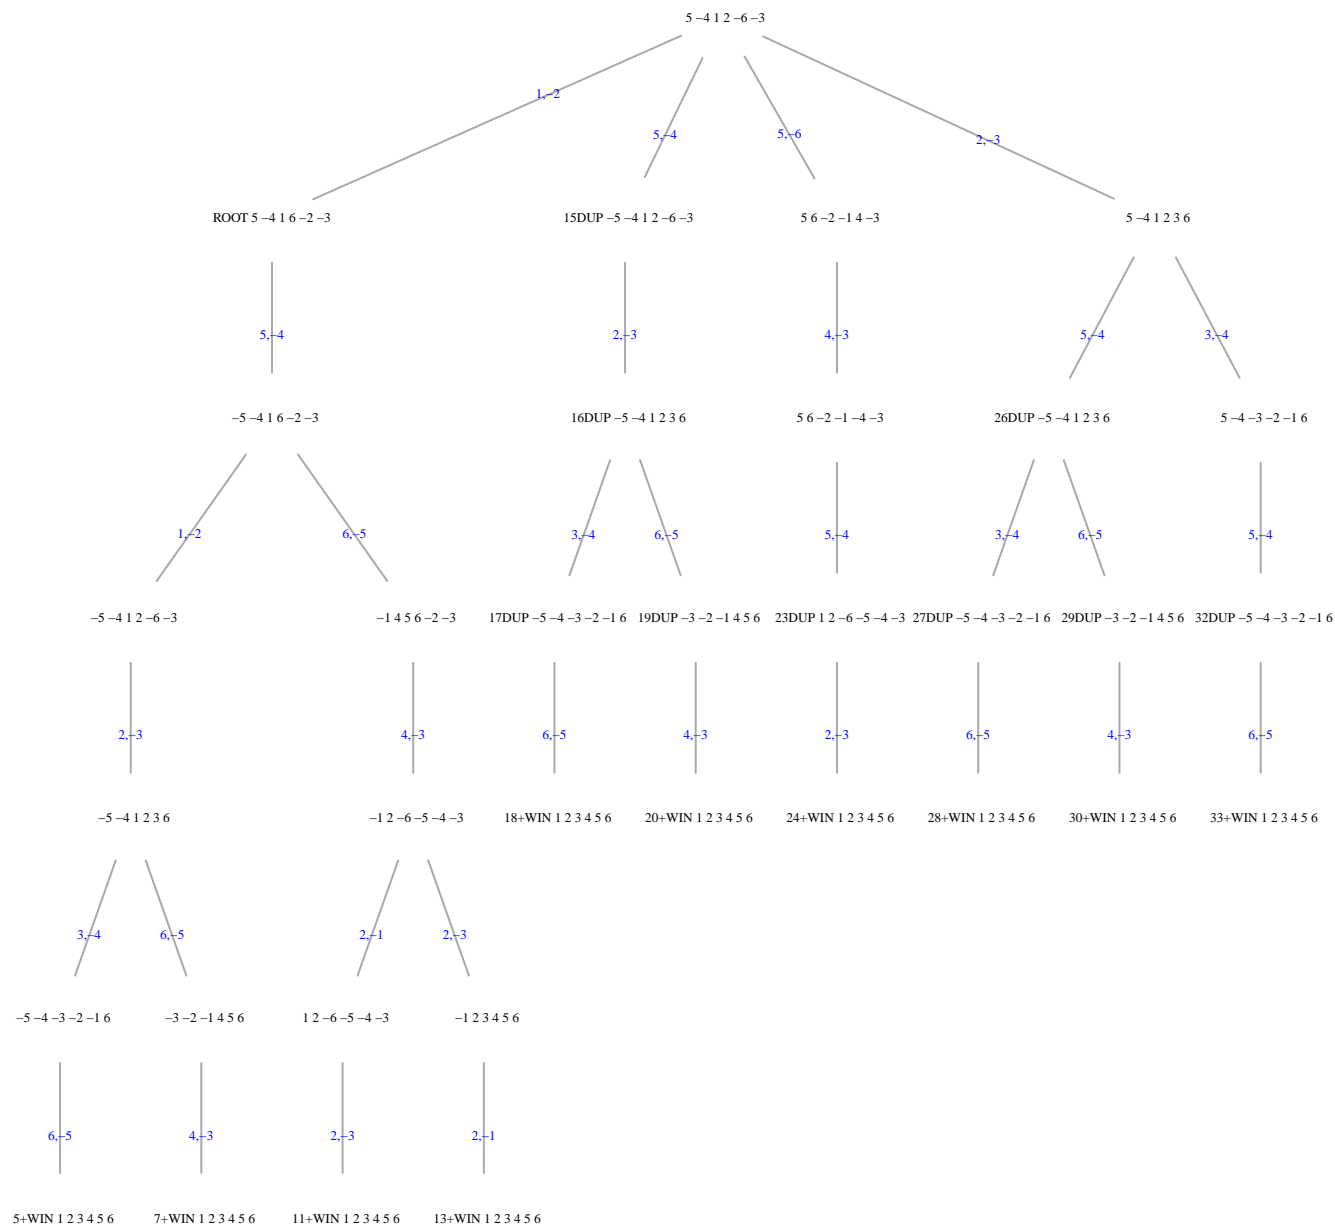 5 −4 1 2 −6 −3
1,−2
5,−4
5,−6
2,−3
ROOT 5 −4 1 6 −2 −3
15DUP −5 −4 1 2 −6 −3
5 6 −2 −1 4 −3
5 −4 1 2 3 6
5,−4
2,−3
4,−3
5,−4
3,−4
−5 −4 1 6 −2 −3
16DUP −5 −4 1 2 3 6
5 6 −2 −1 −4 −3
26DUP −5 −4 1 2 3 6
5 −4 −3 −2 −1 6
1,−2
6,−5
3,−4
6,−5
5,−4
3,−4
6,−5
5,−4
−5 −4 1 2 −6 −3
−1 4 5 6 −2 −3
17DUP −5 −4 −3 −2 −1 6
19DUP −3 −2 −1 4 5 6
23DUP 1 2 −6 −5 −4 −3
27DUP −5 −4 −3 −2 −1 6
29DUP −3 −2 −1 4 5 6
32DUP −5 −4 −3 −2 −1 6
2,−3
4,−3
6,−5
4,−3
2,−3
6,−5
4,−3
6,−5
−5 −4 1 2 3 6
−1 2 −6 −5 −4 −3
18+WIN 1 2 3 4 5 6
20+WIN 1 2 3 4 5 6
24+WIN 1 2 3 4 5 6
28+WIN 1 2 3 4 5 6
30+WIN 1 2 3 4 5 6
33+WIN 1 2 3 4 5 6
3,−4
6,−5
2,−1
2,−3
−5 −4 −3 −2 −1 6
−3 −2 −1 4 5 6
1 2 −6 −5 −4 −3
−1 2 3 4 5 6
6,−5
4,−3
2,−3
2,−1
5+WIN 1 2 3 4 5 6
7+WIN 1 2 3 4 5 6
11+WIN 1 2 3 4 5 6
13+WIN 1 2 3 4 5 6